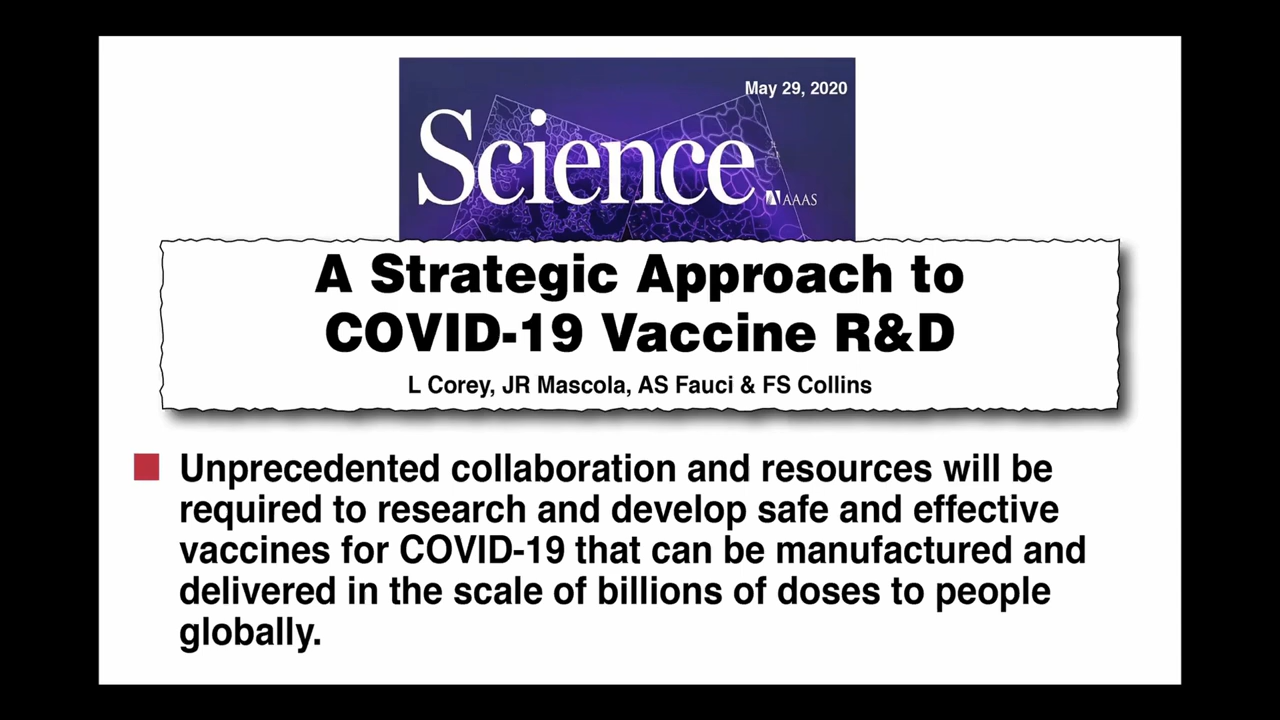 May 29, 2020
Science
AAAS
A Strategic Approach to
COVID-19 Vaccine R&D
L Corey, JR Mascola, AS Fauci & FS Collins
Unprecedented collaboration and resources will be
required to research and develop safe and effective
vaccines for COVID-19 that can be manufactured and
delivered in the scale of billions of doses to people
globally.